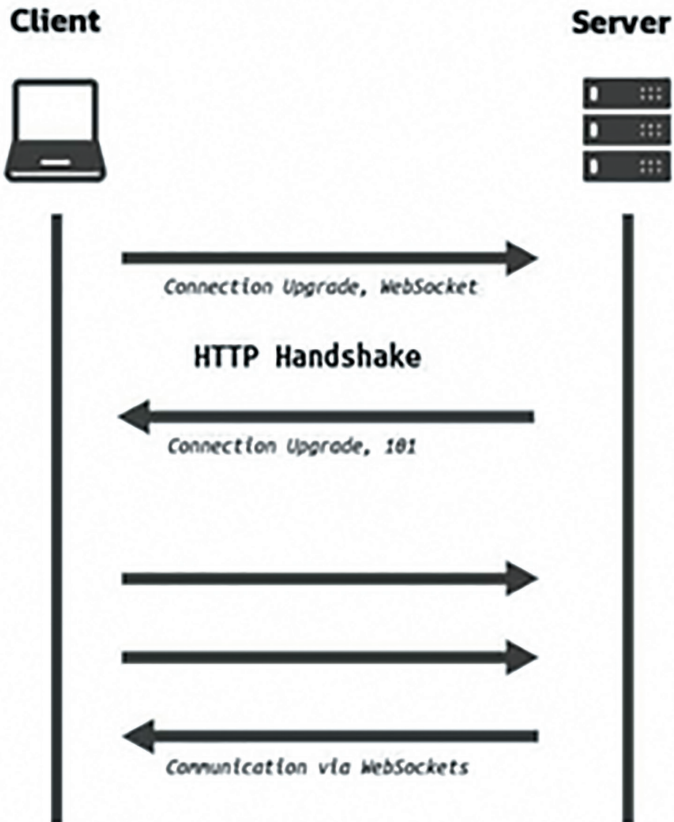 Client
Server
Connection Upgrade, WebSocket
HTTP Handshake
Connection Upgrade, 101
Communication via WebSockets